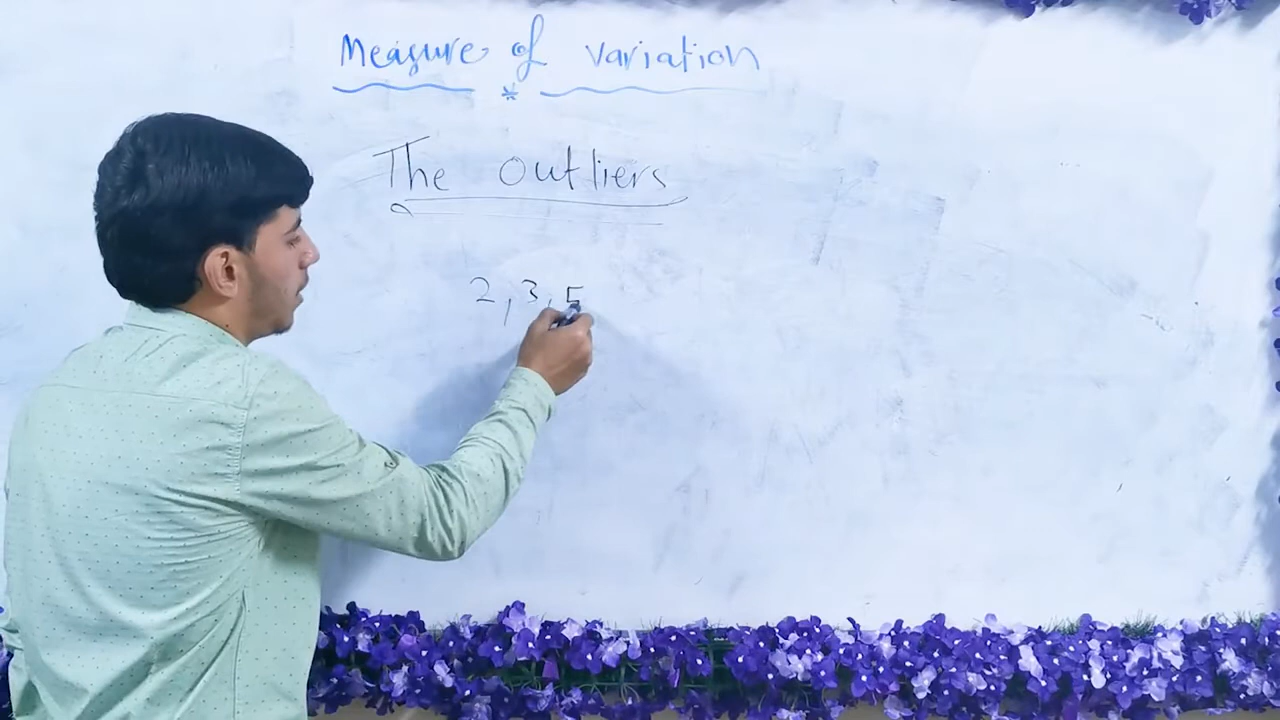 Measure of variation
*
The outliers
2, 3, 5